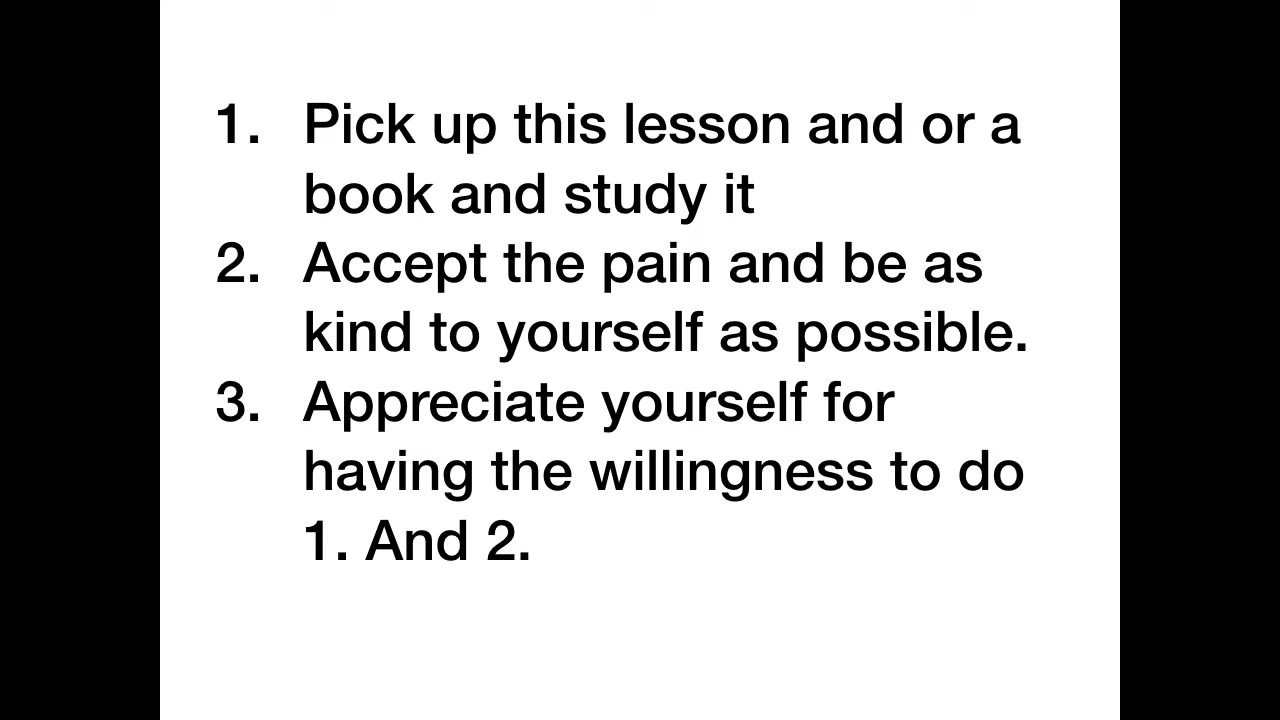 1. Pick up this lesson and or a
book and study it
2. Accept the pain and be as
kind to yourself as possible.
3. Appreciate yourself for
having the willingness to do
1. And 2.